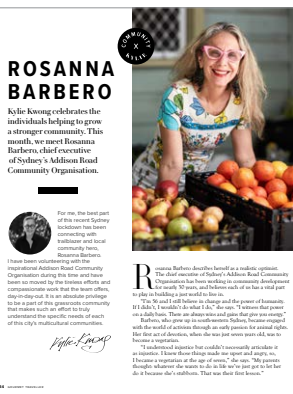 COMMUNITY
X
KYLIE
ROSANNA
BARBERO
Kylie Kwong celebrates the
individuals helping to grow
a stronger community. This
month, we meet Rosanna
Barbero, chief executive
of Sydney's Addison Road
Community Organisation.
For me, the best part
of this recent Sydney
lockdown has been
connecting with
trailblazer and local
community hero,
Rosanna Barbero.
I have been volunteering with the
inspirational Addison Road Community
Organisation during this time and have
been so moved by the tireless efforts and
compassionate work that the team offers,
day-in-day-out. It is an absolute privilege
to be a part of this grassroots community
that makes such an effort to truly
understand the specific needs of each
of this city's multicultural communities.
Kylie Kwong
Rosanna Barbero describes herself as a realistic optimist.
The chief executive of Sydney's Addison Road Community
Organisation has been working in community development
for nearly 30 years, and believes each of us has a vital part
to play in building a just world to live in.
"I'm 56 and I still believe in change and the power of humanity.
If I didn't, I wouldn't do what I do," she says. "I witness that power
on a daily basis. There are always wins and gains that give you energy."
Barbero, who grew up in south-western Sydney, became engaged
with the world of activism through an early passion for animal rights.
Her first act of devotion, when she was just seven years old, was to
become a vegetarian.
"I understood injustice but couldn't necessarily articulate it
as injustice. I knew those things made me upset and angry, so,
I became a vegetarian at the age of seven," she says. "My parents
thought whatever she wants to do in life we've just got to let her
do it because she's stubborn. That was their first lesson."